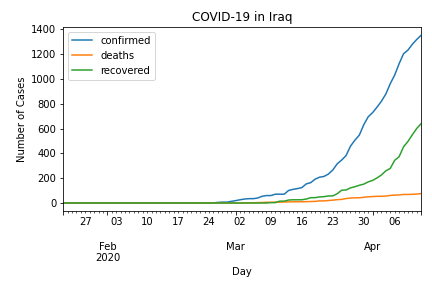 COVID-19 in Iraq
confirmed
deaths
recovered
Number of Cases
1400
1200
1000
800
600
400
200
0
27 03 10 17 24 02 09 16 23 30 06
Feb Mar Apr
2020
Day